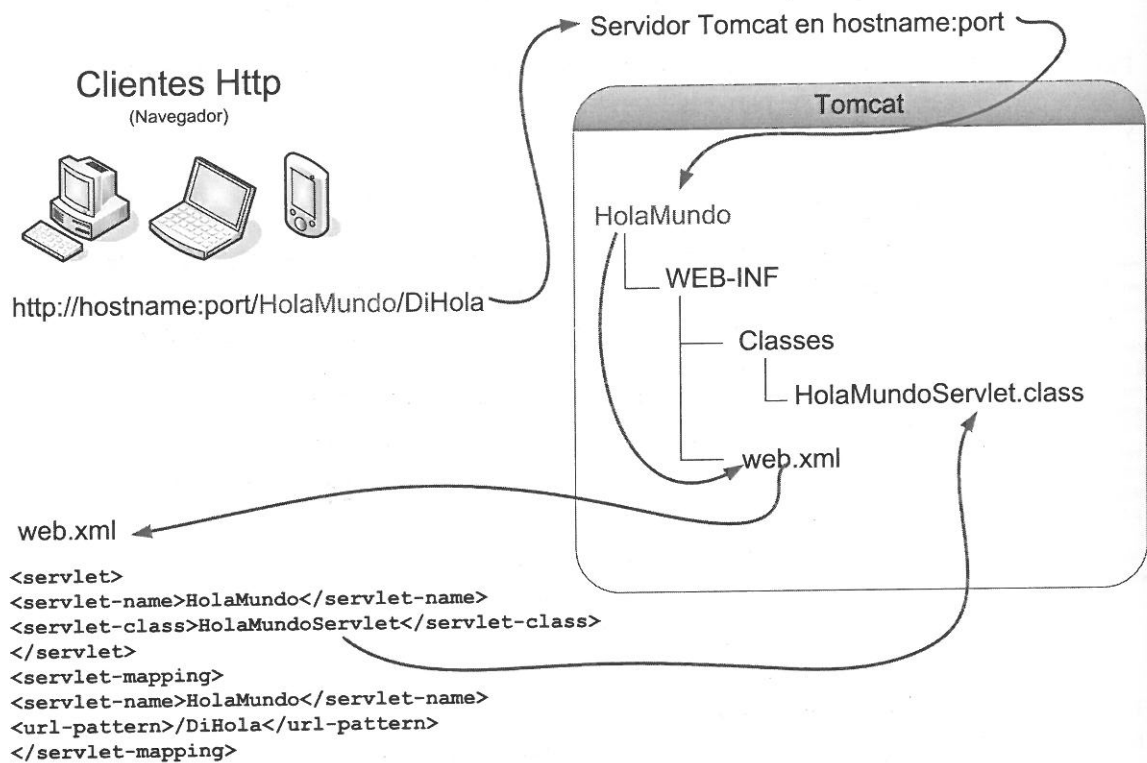 Servidor Tomcat en hostname:port
Clientes Http
(Navegador)
http://hostname:port/HolaMundo/DiHola
Tomcat
HolaMundo
WEB-INF
Classes
HolaMundoServlet.class
web.xml
web.xml
<servlet>
<servlet-name>HolaMundo</servlet-name>
<servlet-class>HolaMundoServlet</servlet-class>
</servlet>
<servlet-mapping>
<servlet-name>HolaMundo</servlet-name>
<url-pattern>/DiHola</url-pattern>
</servlet-mapping>